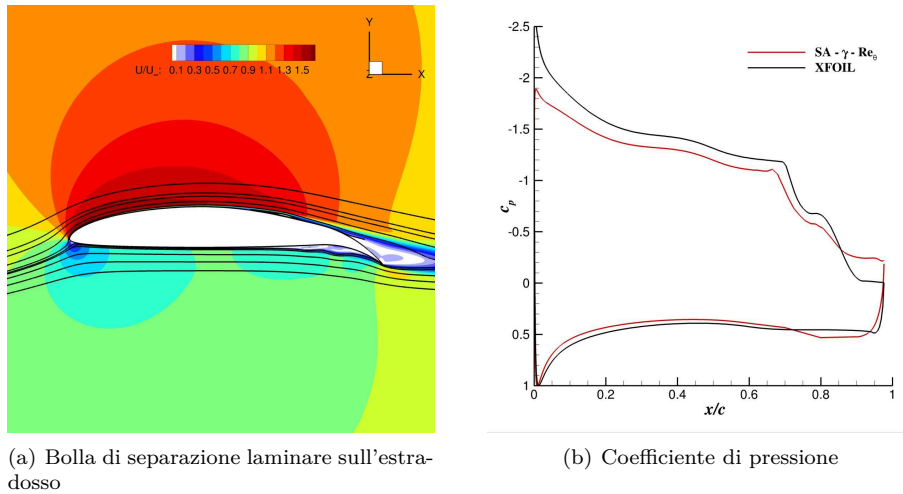 Y
X
Z
U/U∞: 0.1 0.3 0.5 0.7 0.9 1.1 1.3 1.5
-2.5
-2
-1.5
-1
-0.5
0
0.5
1
cp
SA - γ - Reθ
XFOIL
0 0.2 0.4 0.6 0.8 1
x/c
(a) Bolla di separazione laminare sull'estra-
dosso
(b) Coefficiente di pressione